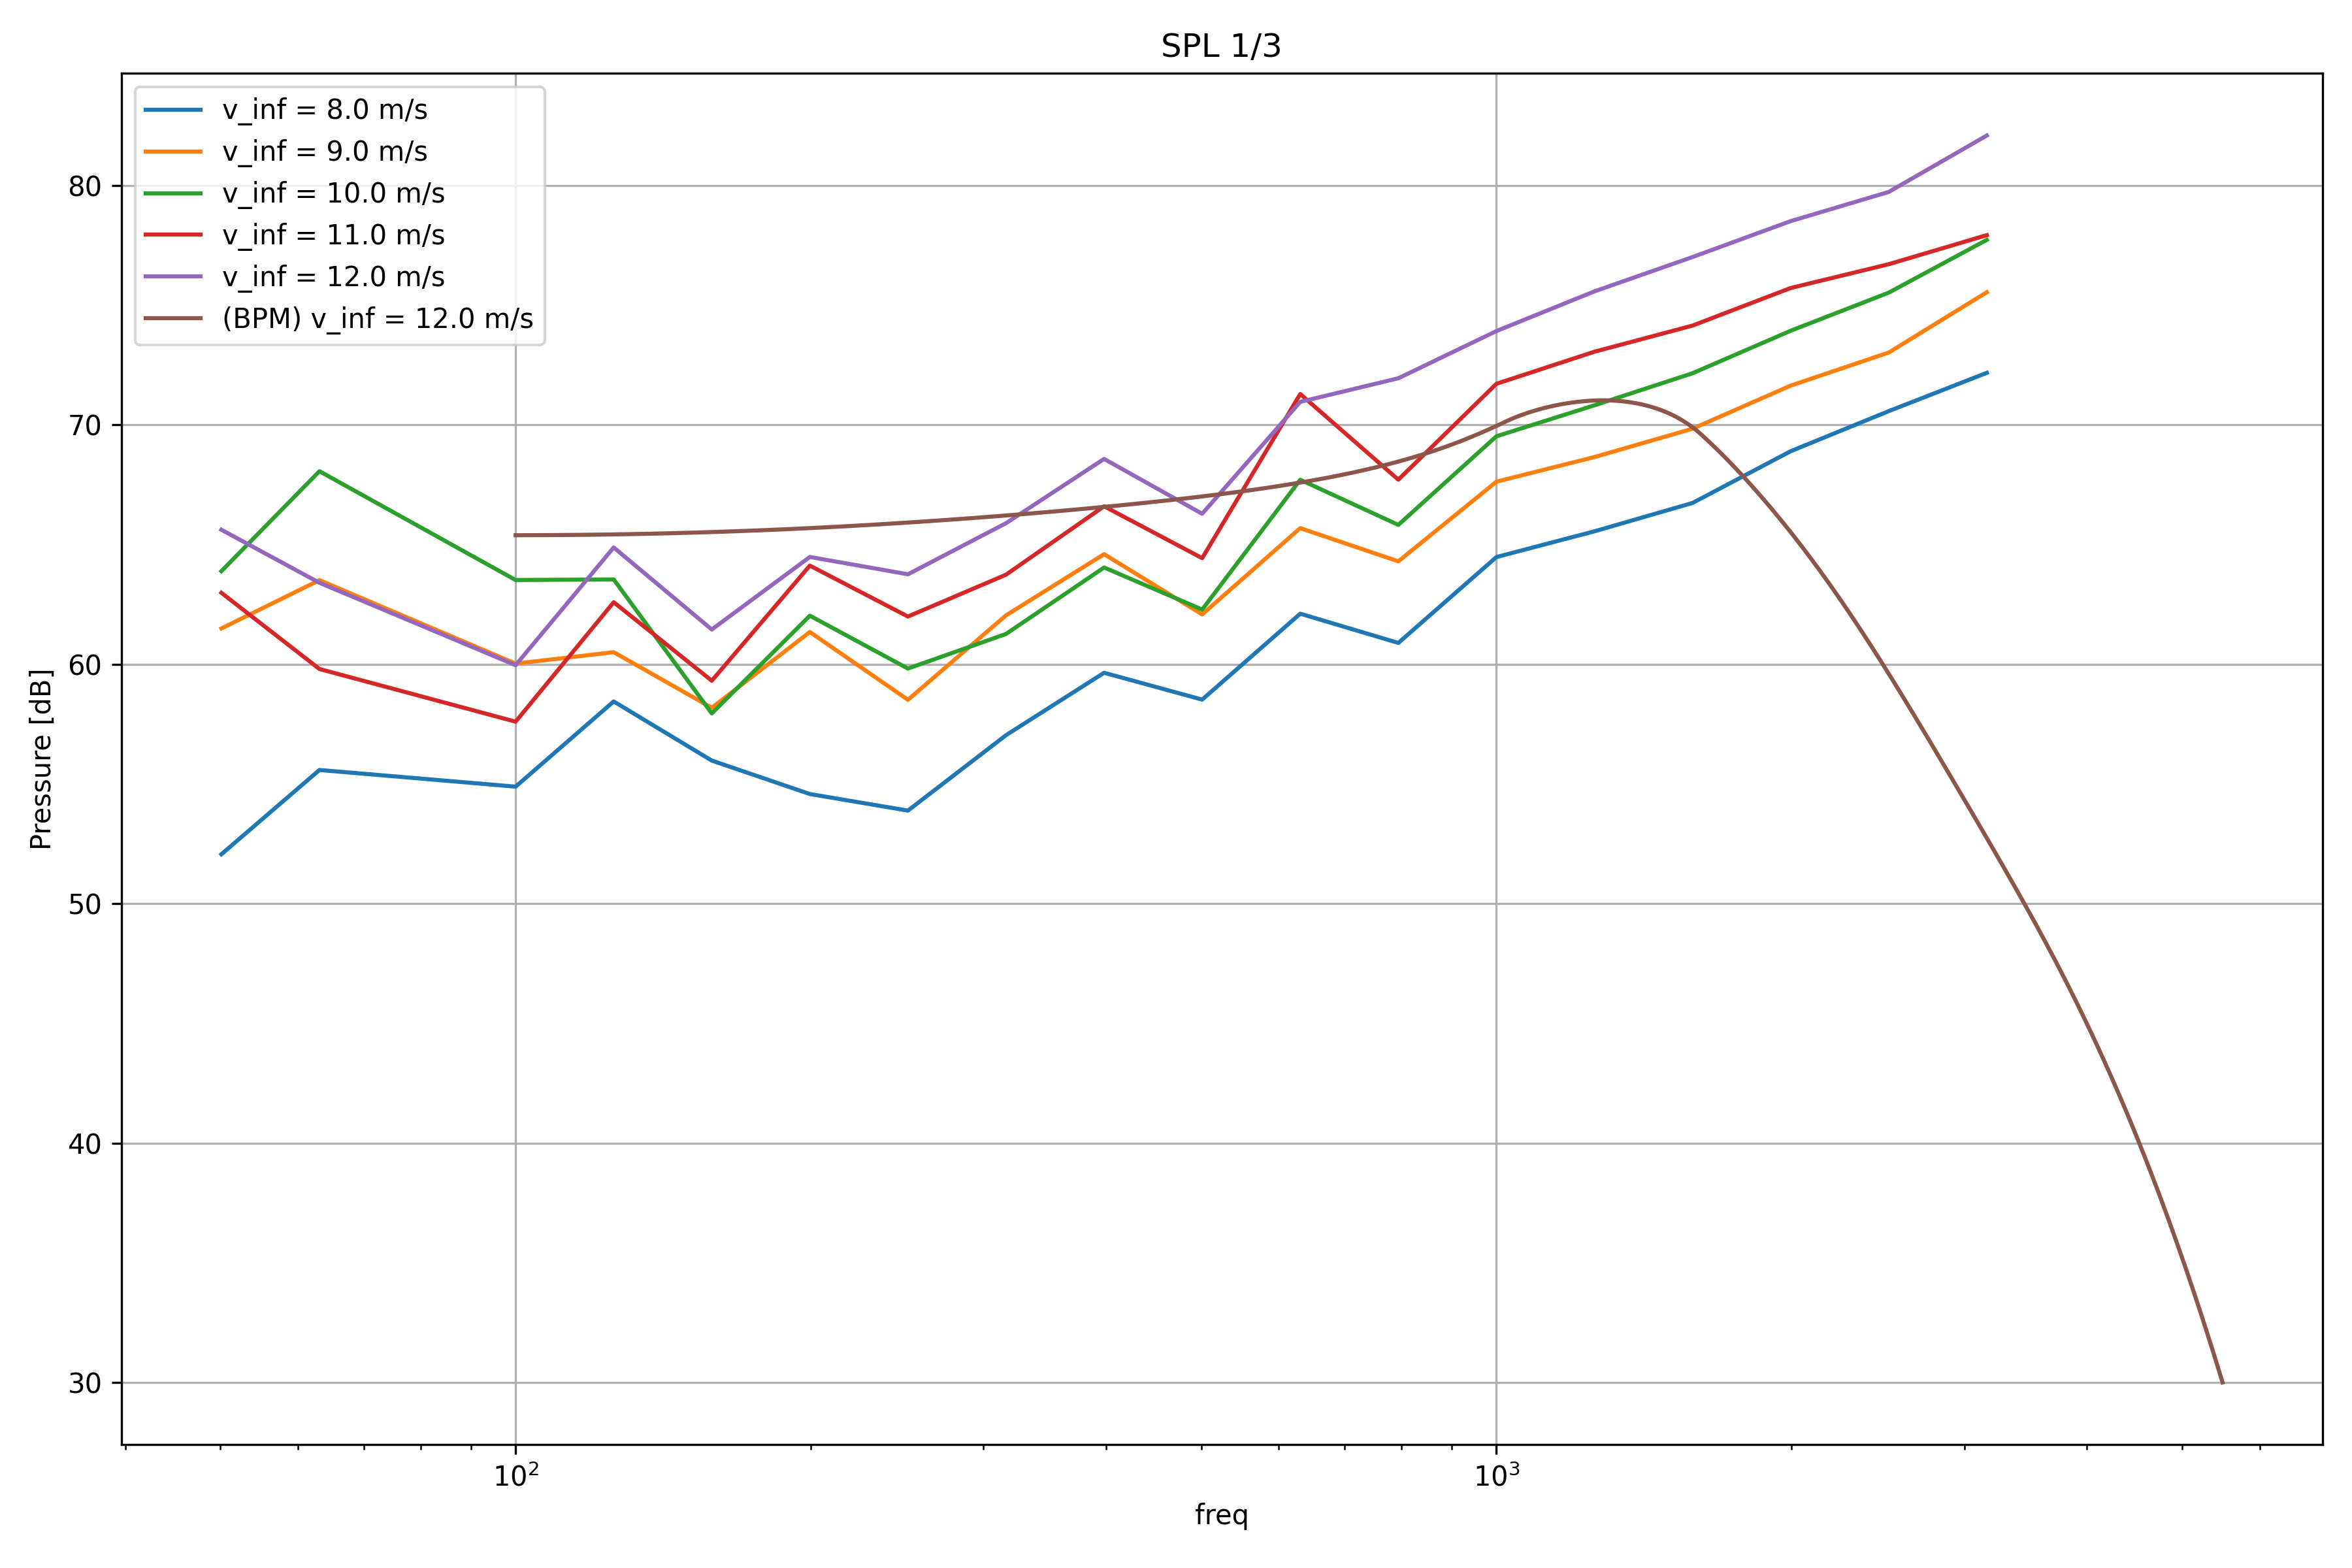 SPL 1/3
v_inf = 8.0 m/s
v_inf = 9.0 m/s
v_inf = 10.0 m/s
v_inf = 11.0 m/s
v_inf = 12.0 m/s
(BPM) v_inf = 12.0 m/s
Pressure [dB]
80
70
60
50
40
30
10²
10³
freq